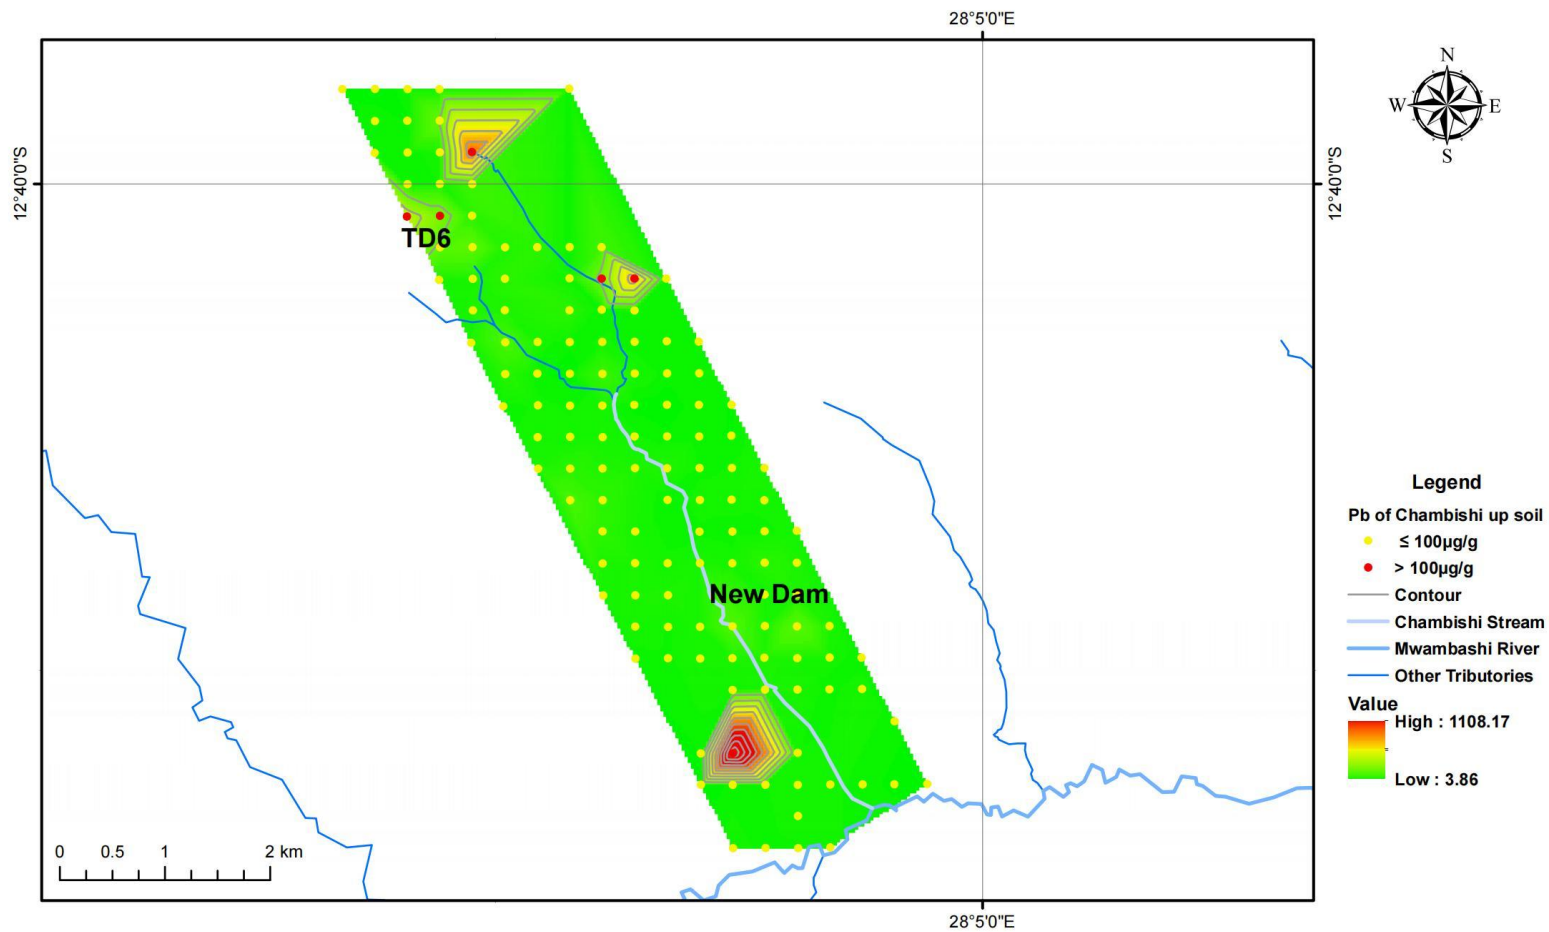 28°5'0"E
N
W
E
S
12°40'0"S
12°40'0"S
TD6
New Dam
Legend
Pb of Chambishi up soil
≤ 100µg/g
> 100µg/g
Contour
Chambishi Stream
Mwambashi River
Other Tributories
Value
High : 1108.17
Low : 3.86
0 0.5 1 2 km
28°5'0"E